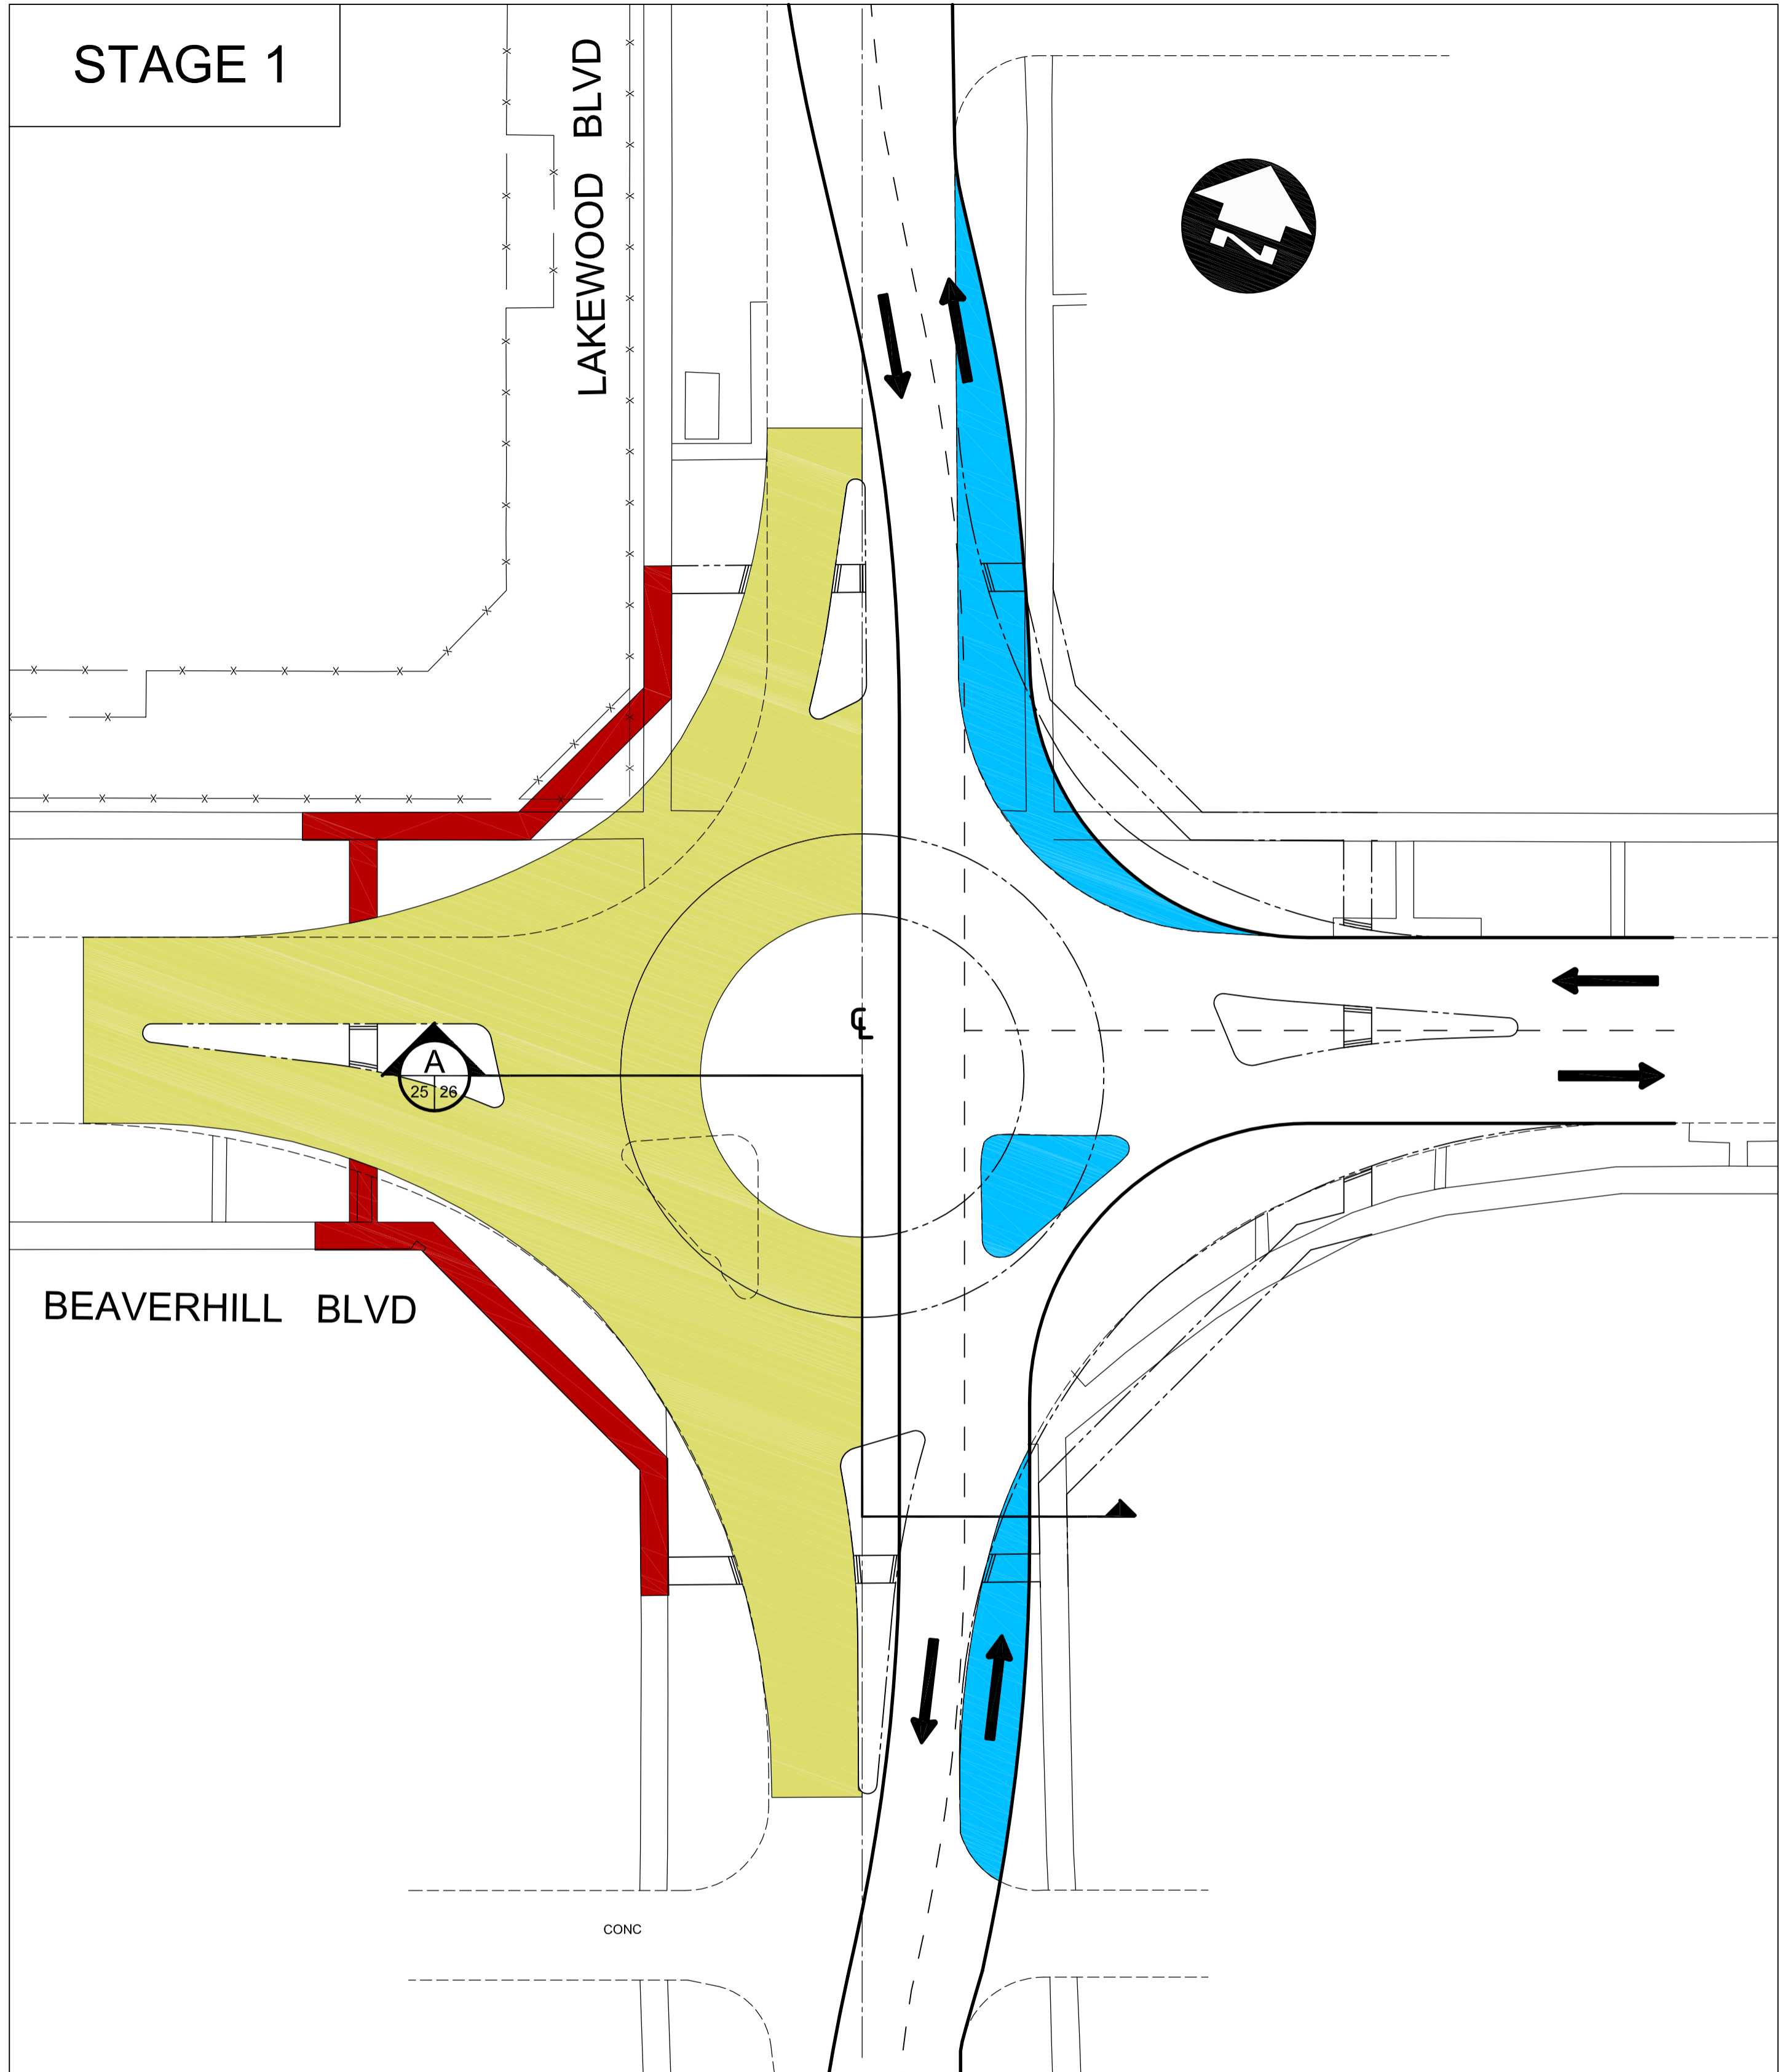 STAGE 1
LAKEWOOD BLVD
Z
℄
A
25 26
BEAVERHILL BLVD
CONC